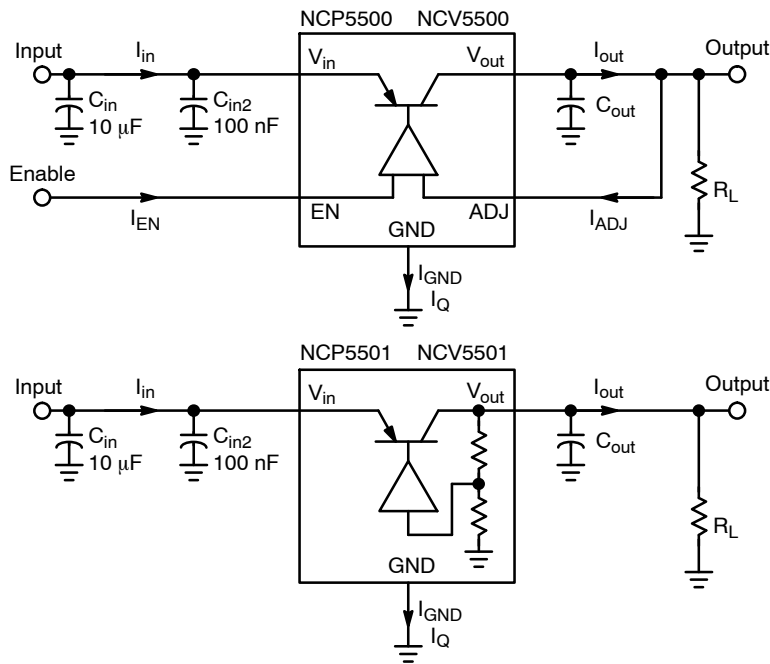 NCP5500 NCV5500
Input
I_in
V_in
V_out
I_out
Output
C_in
10 μF
C_in2
100 nF
C_out
Enable
I_EN
EN
ADJ
I_ADJ
R_L
GND
I_GND
I_Q
NCP5501 NCV5501
Input
I_in
V_in
V_out
I_out
Output
C_in
10 μF
C_in2
100 nF
C_out
R_L
GND
I_GND
I_Q